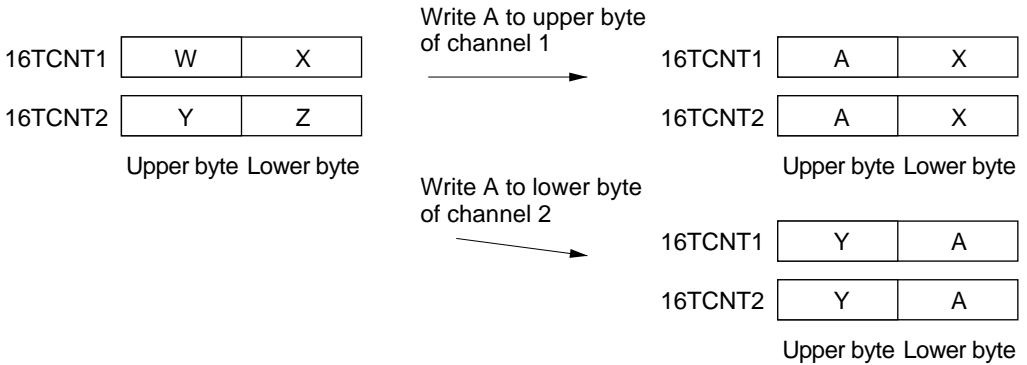 Write A to upper byte
of channel 1
16TCNT1 W X
16TCNT2 Y Z
Upper byte Lower byte
16TCNT1 A X
16TCNT2 A X
Upper byte Lower byte
Write A to lower byte
of channel 2
16TCNT1 Y A
16TCNT2 Y A
Upper byte Lower byte